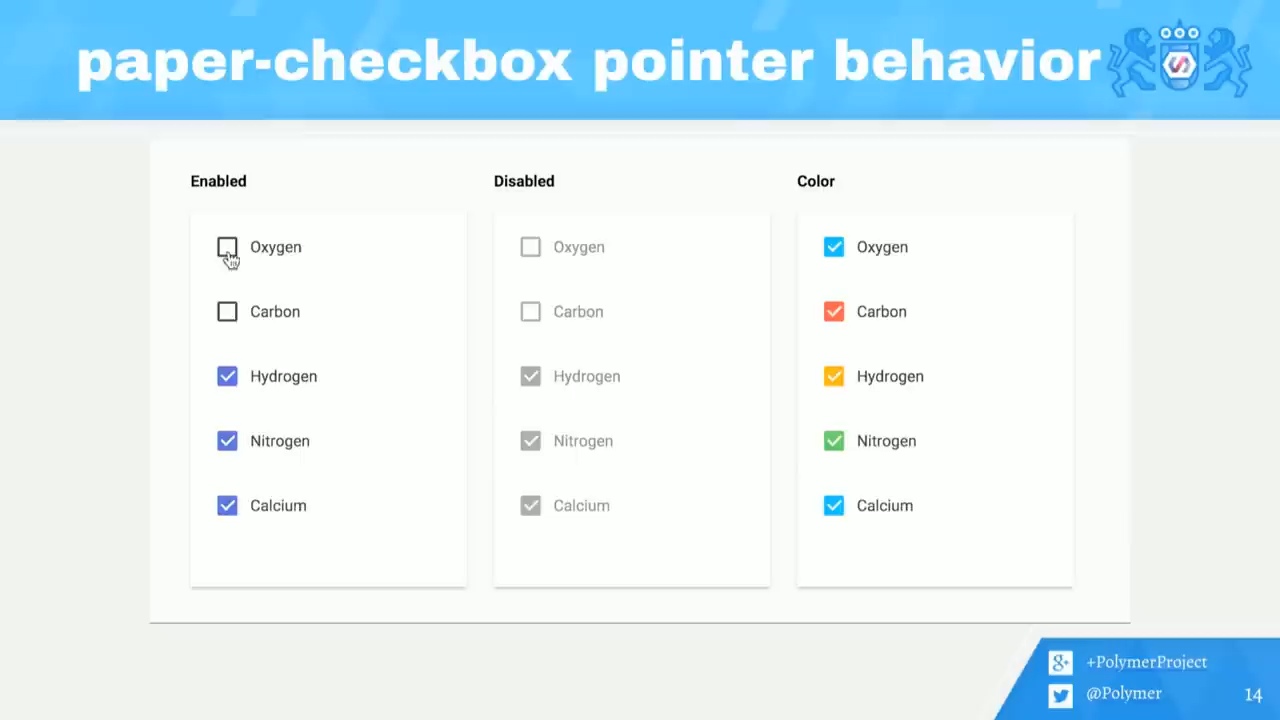 paper-checkbox pointer behavior
Enabled
Oxygen
Carbon
Hydrogen
Nitrogen
Calcium
Disabled
Oxygen
Carbon
Hydrogen
Nitrogen
Calcium
Color
Oxygen
Carbon
Hydrogen
Nitrogen
Calcium
+PolymerProject
@Polymer
14